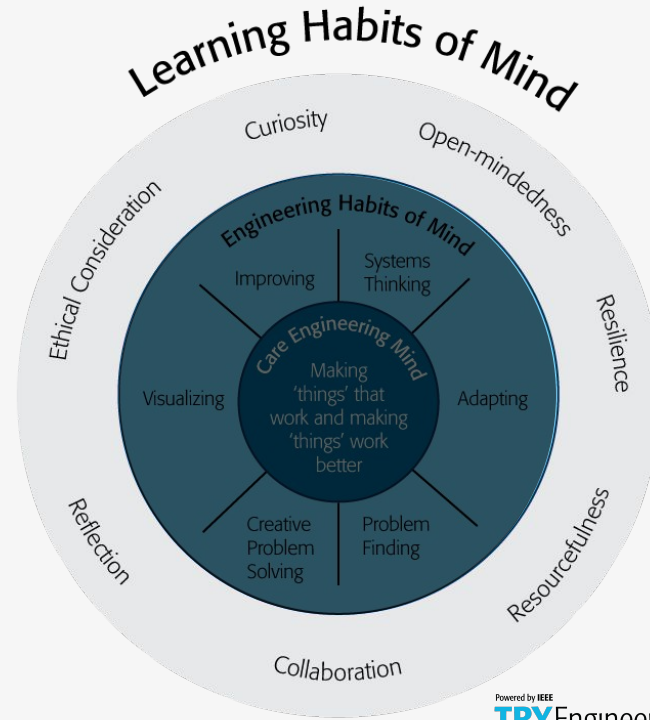 Learning Habits of Mind
Curiosity
Open-mindedness
Resilience
Resourcefulness
Collaboration
Reflection
Ethical Consideration
Engineering Habits of Mind
Improving
Systems
Thinking
Adapting
Problem
Finding
Creative
Problem
Solving
Visualizing
Care Engineering Mind
Making
'things' that
work and making
'things' work
better
Powered by IEEE
TRYEngineer